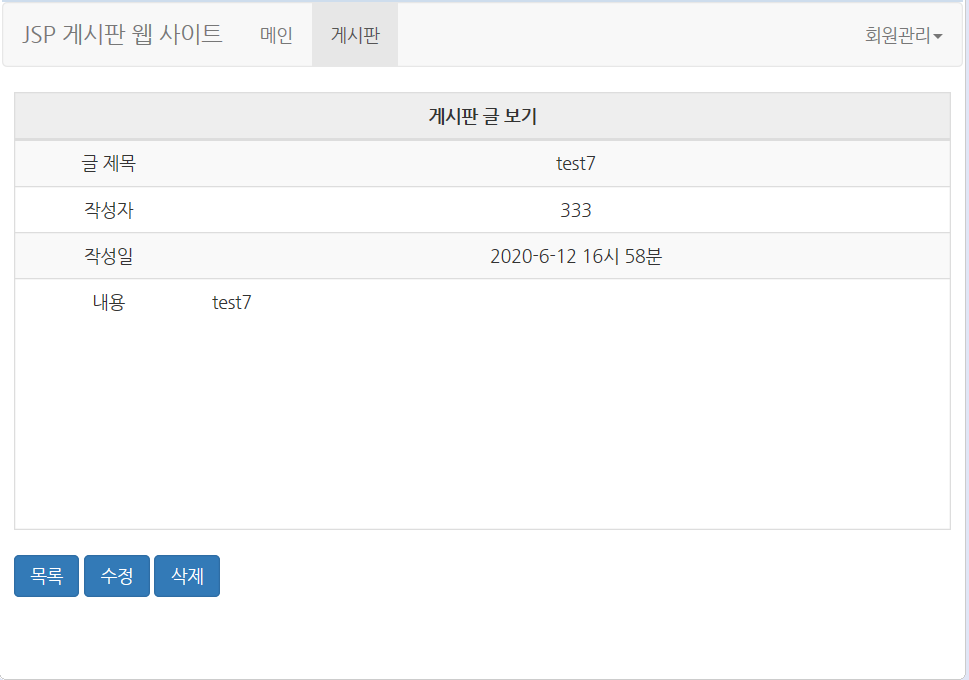 JSP 게시판 웹 사이트 메인 게시판 회원관리
게시판 글 보기
글 제목 test7
작성자 333
작성일 2020-6-12 16시 58분
내용 test7
목록 수정 삭제